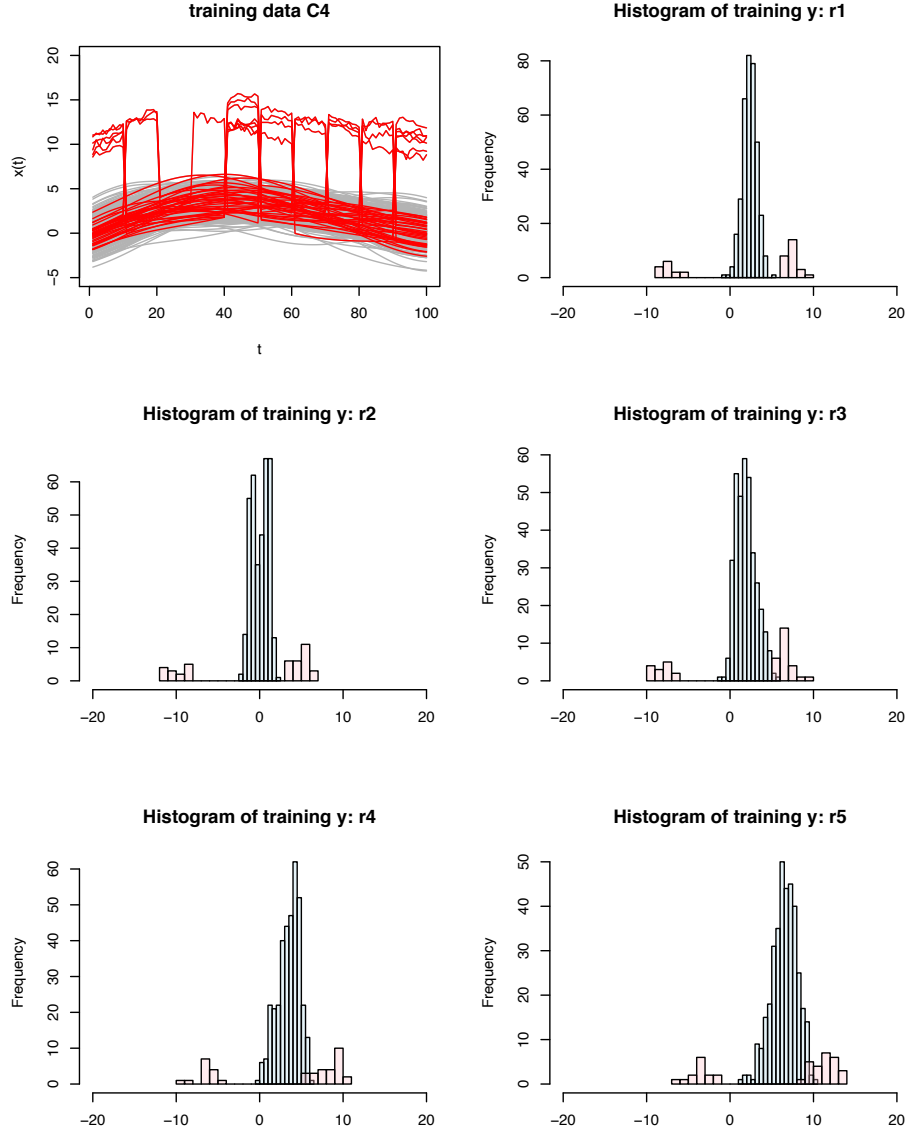 training data C4
Histogram of training y: r1
x(t)
20
15
10
5
0
−5
0 20 40 60 80 100
t
Frequency
80
60
40
20
0
−20 −10 0 10 20
Histogram of training y: r2
Histogram of training y: r3
Frequency
60
50
40
30
20
10
0
−20 −10 0 10 20
Frequency
60
50
40
30
20
10
0
−20 −10 0 10 20
Histogram of training y: r4
Histogram of training y: r5
Frequency
60
50
40
30
20
10
0
−20 −10 0 10 20
Frequency
50
40
30
20
10
0
−20 −10 0 10 20